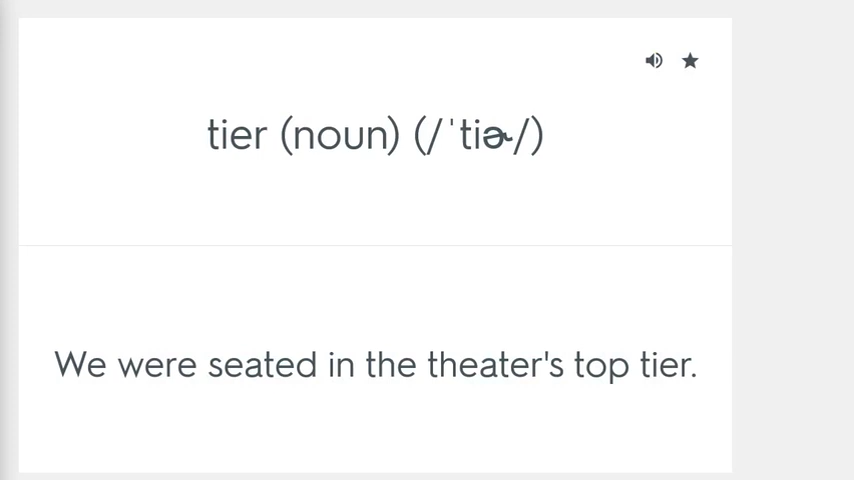 tier (noun) (/ˈtiɚ/)
We were seated in the theater's top tier.